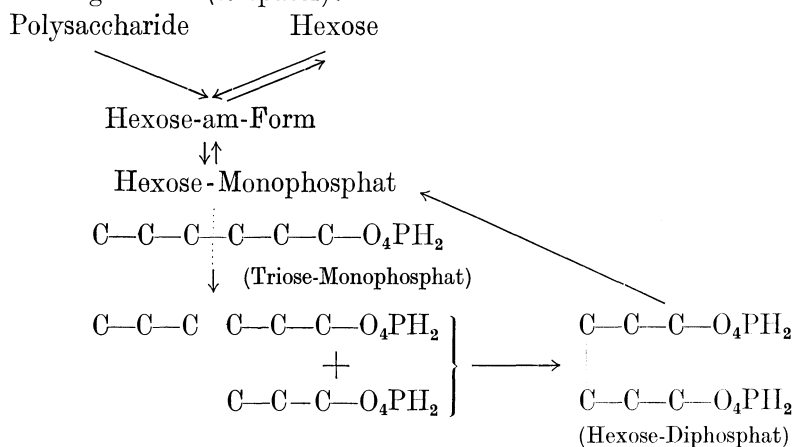 Polysaccharide Hexose
Hexose-am-Form
Hexose-Monophosphat
C—C—C—C—C—C—O₄PH₂
(Triose-Monophosphat)
C—C—C C—C—C—O₄PH₂ C—C—C—O₄PH₂
+
C—C—C—O₄PH₂ C—C—C—O₄PH₂
(Hexose-Diphosphat)